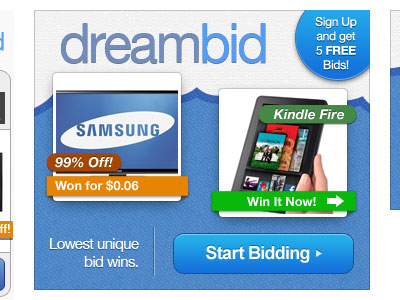 dreambid
Sign Up
and get
5 FREE
Bids!
SAMSUNG
99% Off!
Won for $0.06
Kindle Fire
Win It Now!
Lowest unique
bid wins.
Start Bidding